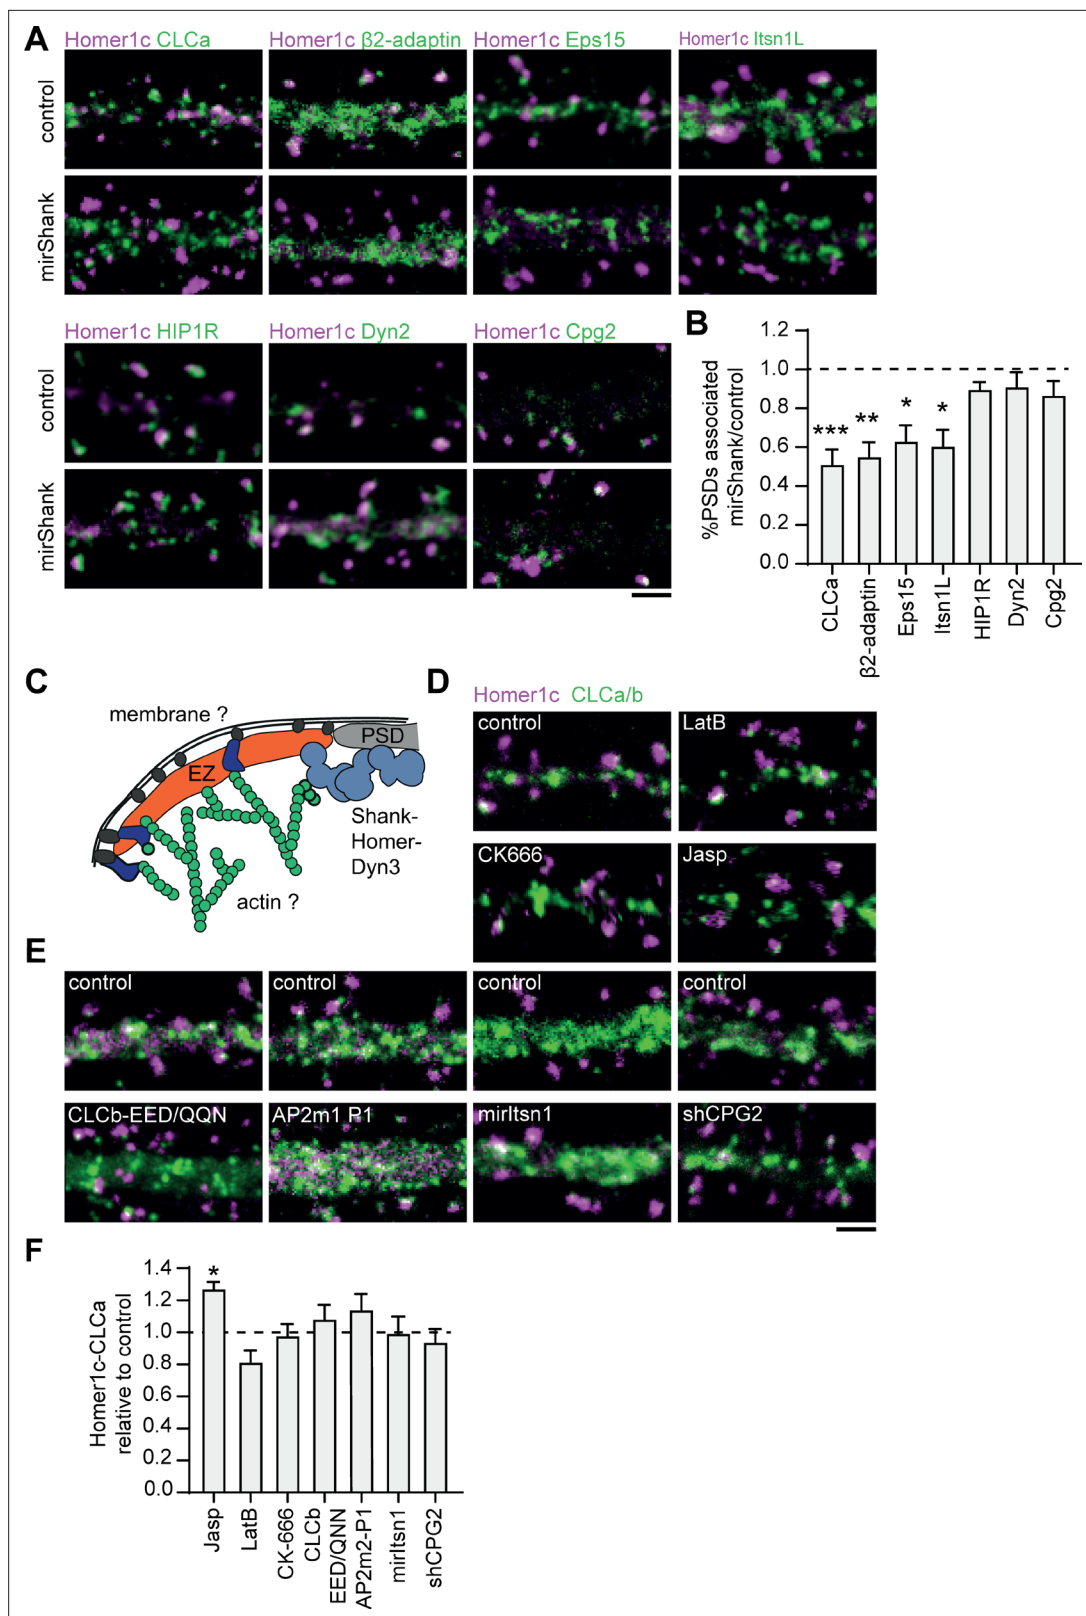 A
Homer1c CLCa
Homer1c β2-adaptin
Homer1c Eps15
Homer1c Itsn1L
control
mirShank
Homer1c HIP1R
Homer1c Dyn2
Homer1c Cpg2
control
mirShank
B
%PSDs associated
mirShank/control
1.2
1.0
0.8
0.6
0.4
0.2
0.0
***
**
*
*
CLCa
β2-adaptin
Eps15
Itsn1L
HIP1R
Dyn2
Cpg2
C
membrane ?
PSD
EZ
Shank-
Homer-
Dyn3
actin ?
D
Homer1c CLCa/b
control
LatB
CK666
Jasp
E
control
control
control
control
CLCb-EED/QQN
AP2m1 P1
mirItsn1
shCPG2
F
Homer1c-CLCa
relative to control
1.4
1.2
1.0
0.8
0.6
0.4
0.2
0.0
*
Jasp
LatB
CK-666
CLCb
EED/QNN
AP2m2-P1
mirItsn1
shCPG2